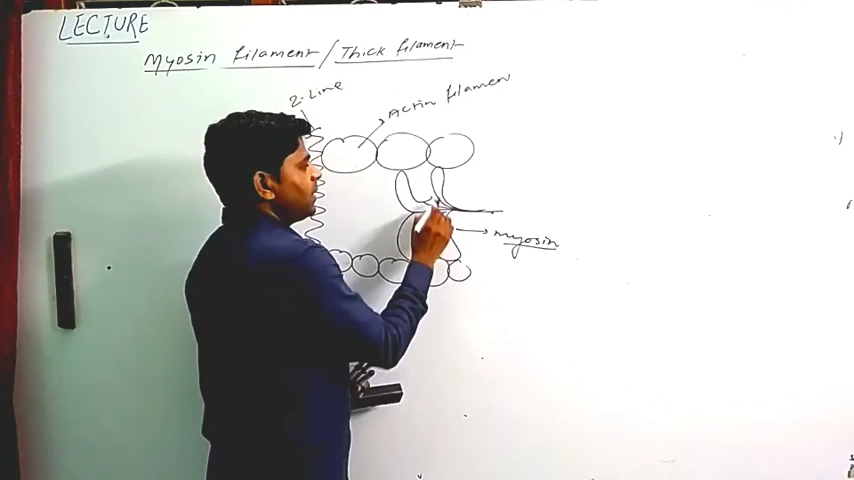 LECTURE
Myosin filament/Thick filament
Z-Line
Actin filamen
Myosin